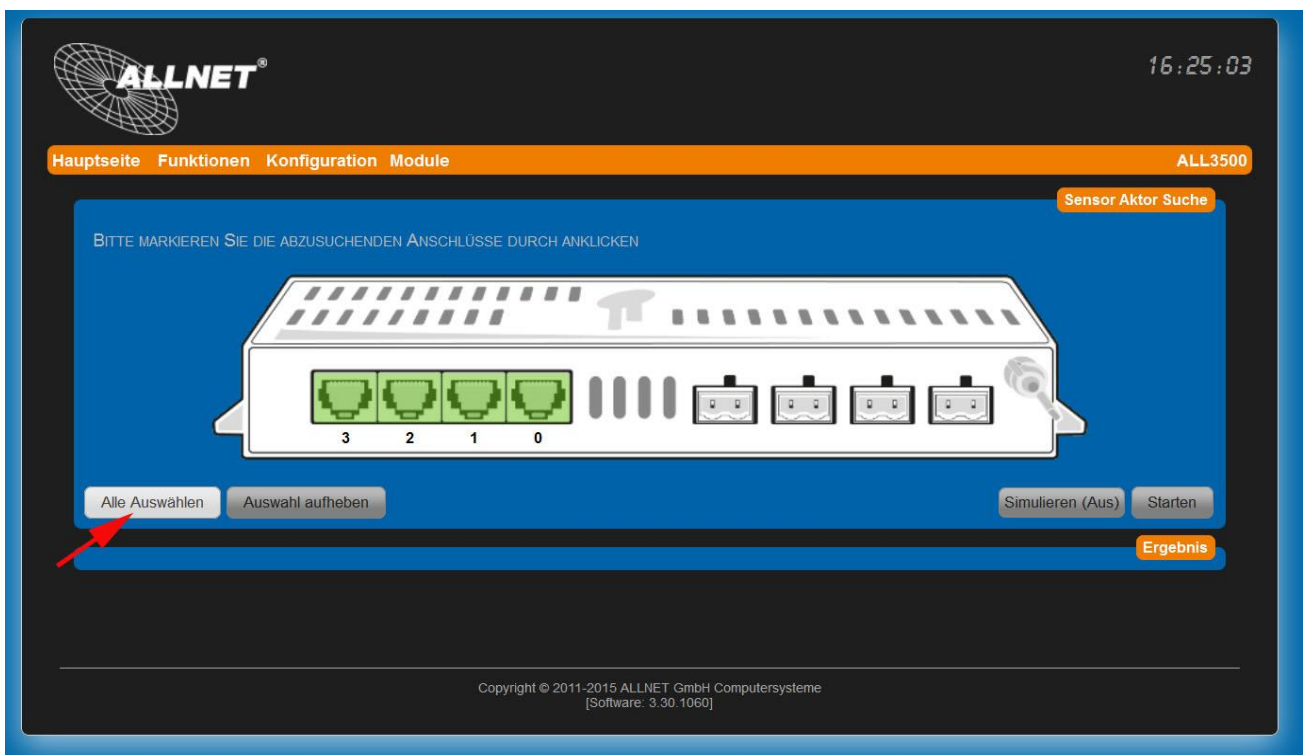 ALLNET®
16:25:03
Hauptseite Funktionen Konfiguration Module ALL3500
Sensor Aktor Suche
BITTE MARKIEREN SIE DIE ABZUSUCHENDEN ANSCHLÜSSE DURCH ANKLICKEN
3 2 1 0
Alle Auswählen Auswahl aufheben Simulieren (Aus) Starten
Ergebnis
Copyright © 2011-2015 ALLNET GmbH Computersysteme
[Software: 3.30.1060]